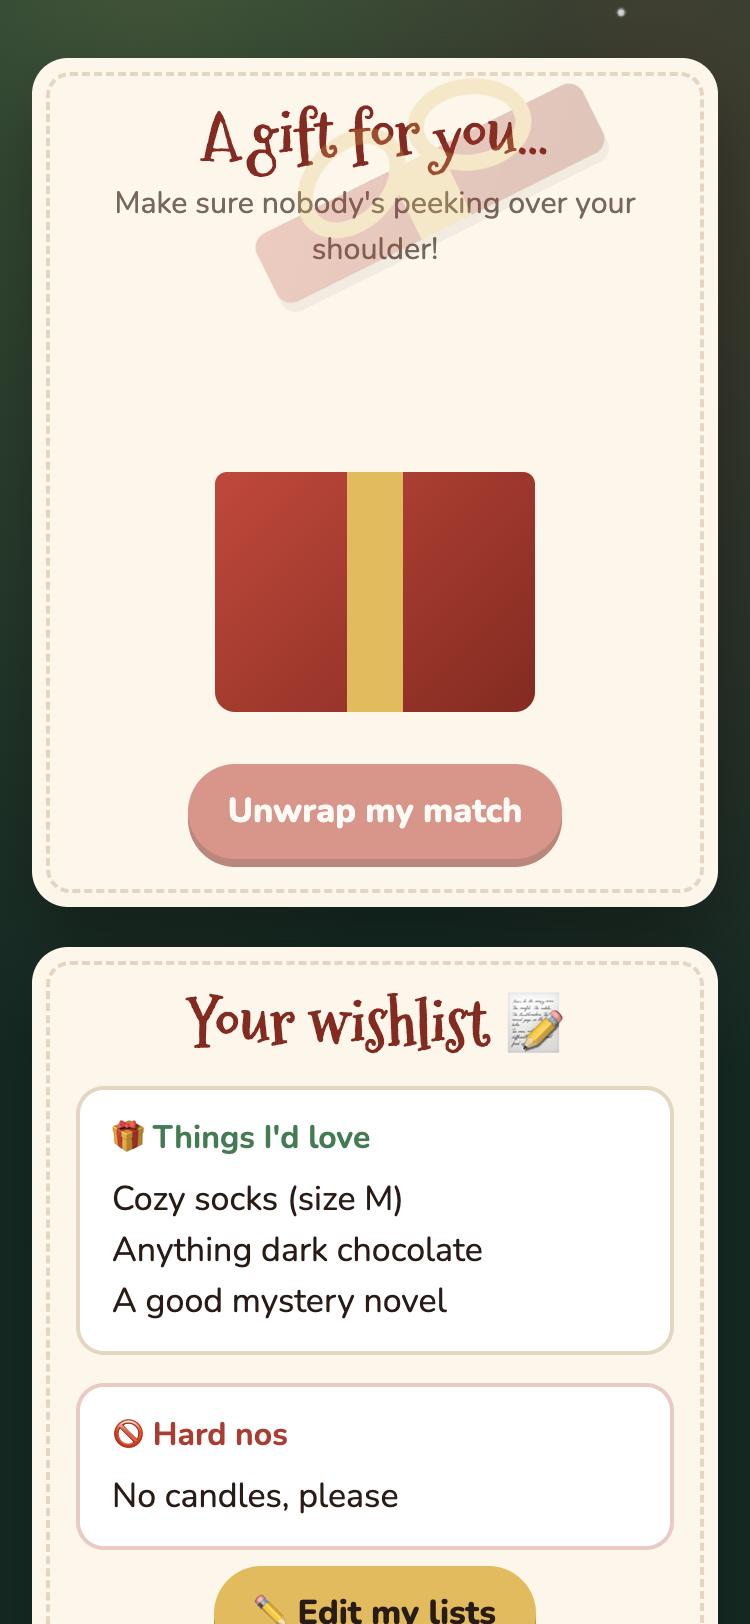 A gift for you...
Make sure nobody's peeking over your
shoulder!
Unwrap my match
Your wishlist
Things I'd love
Cozy socks (size M)
Anything dark chocolate
A good mystery novel
Hard nos
No candles, please
Edit my lists